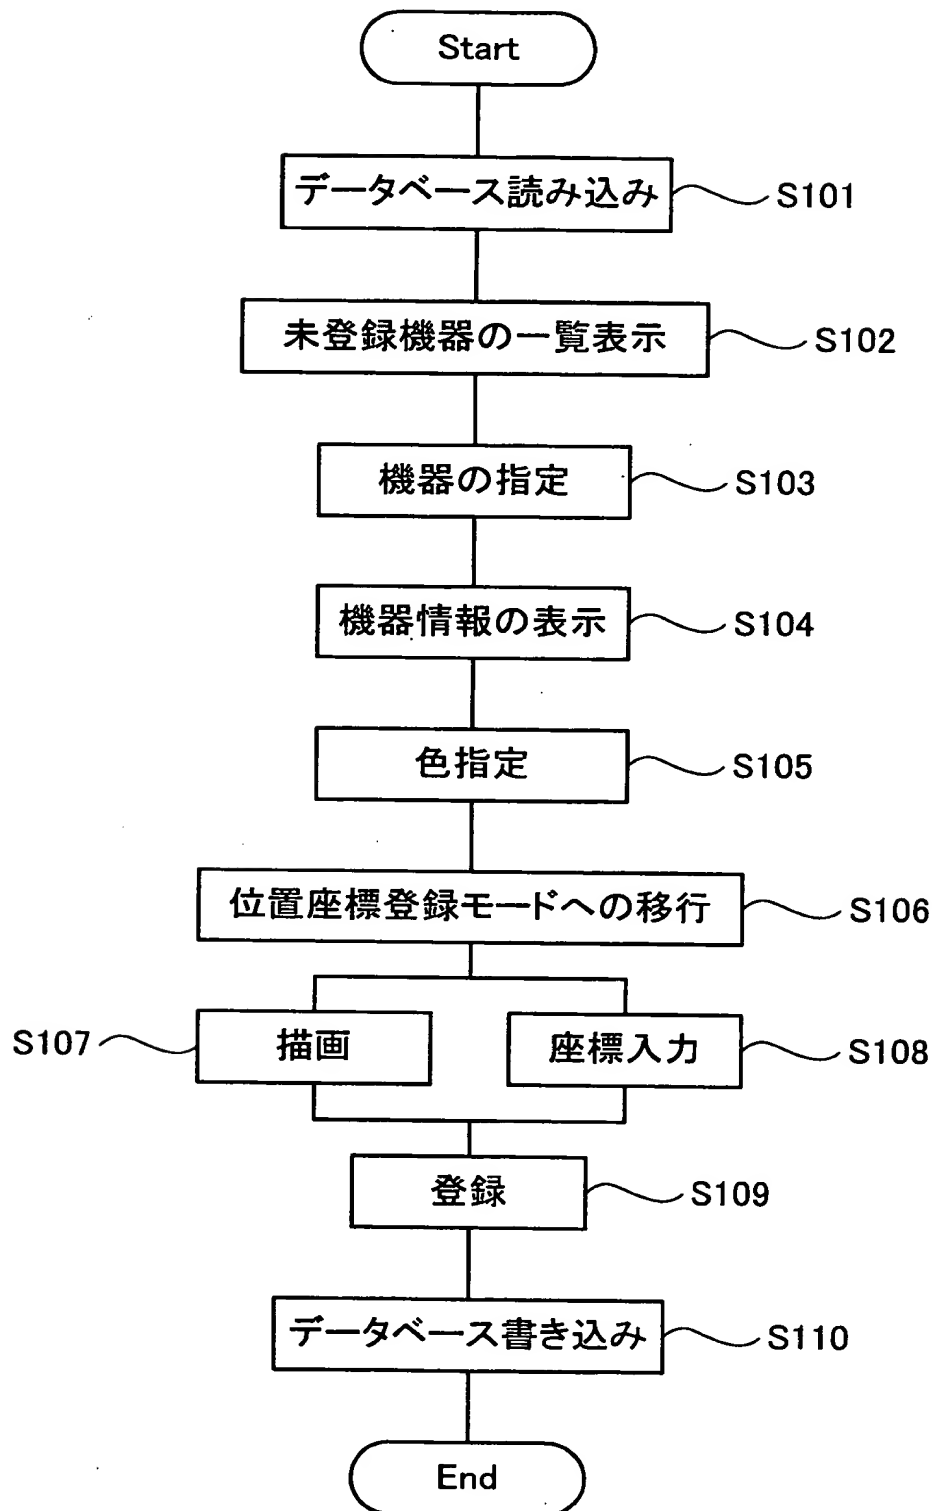 Start
データベース読み込み
S101
未登録機器の一覧表示
S102
機器の指定
S103
機器情報の表示
S104
色指定
S105
位置座標登録モードへの移行
S106
S107
描画
座標入力
S108
登録
S109
データベース書き込み
S110
End